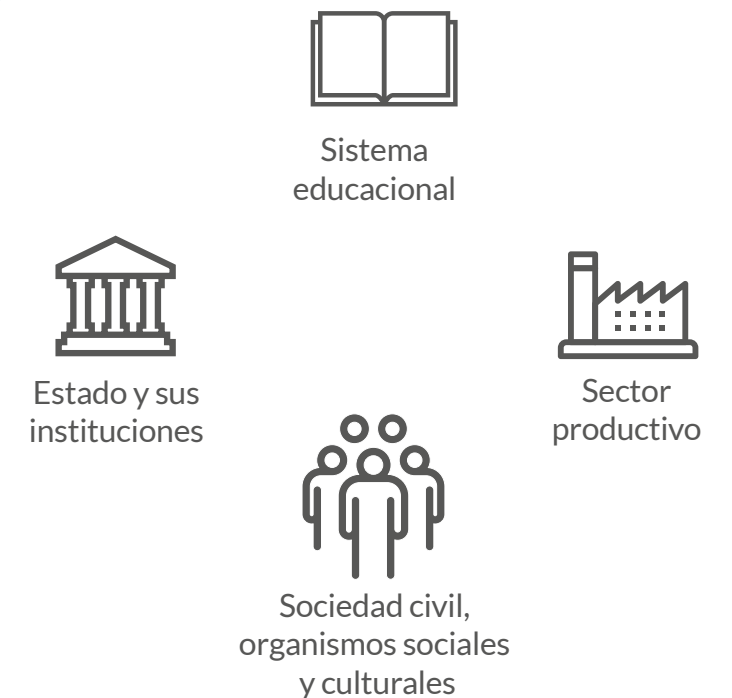 Sistema
educacional
Estado y sus
instituciones
Sector
productivo
Sociedad civil,
organismos sociales
y culturales